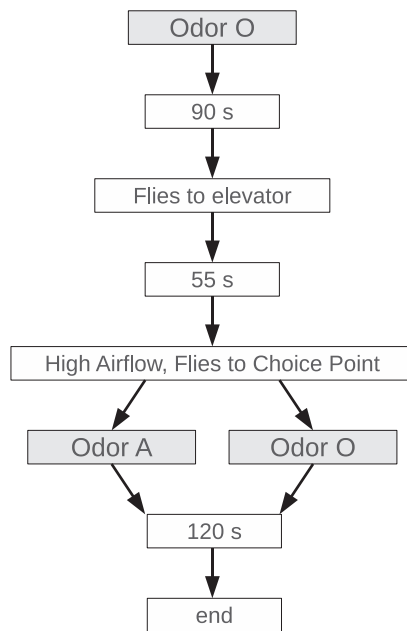 Odor O
90 s
Flies to elevator
55 s
High Airflow, Flies to Choice Point
Odor A
Odor O
120 s
end